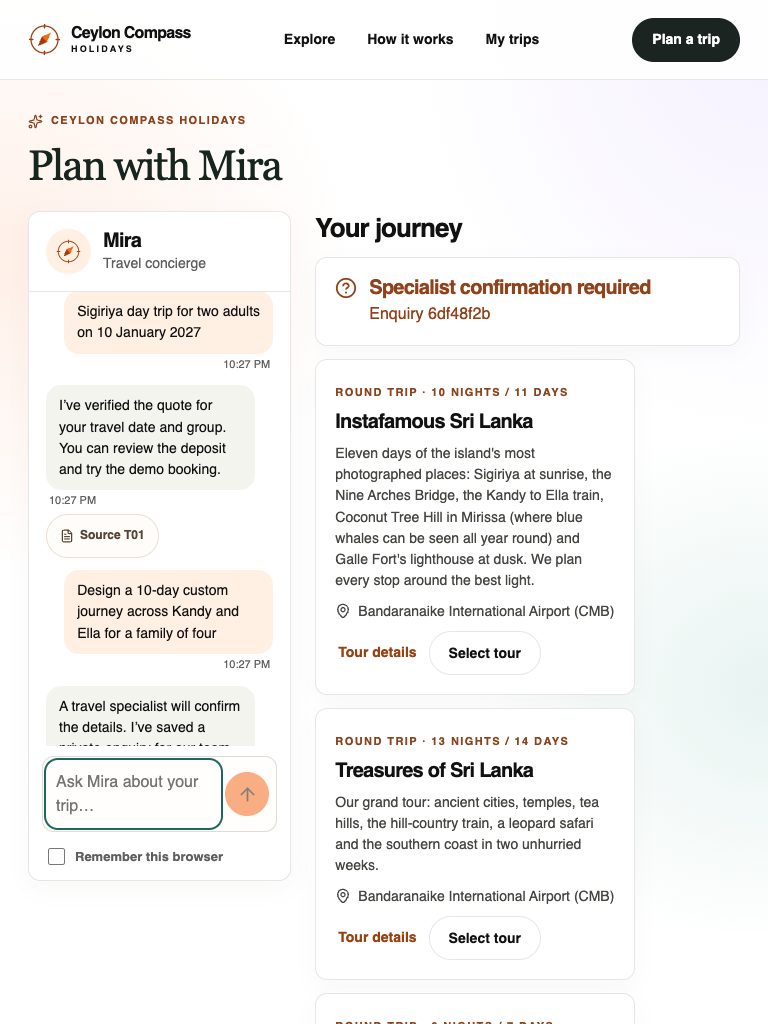 Ceylon Compass
HOLIDAYS
Explore
How it works
My trips
Plan a trip
CEYLON COMPASS HOLIDAYS
Plan with Mira
Mira
Travel concierge
Sigiriya day trip for two adults
on 10 January 2027
10:27 PM
I've verified the quote for
your travel date and group.
You can review the deposit
and try the demo booking.
10:27 PM
Source T01
Design a 10-day custom
journey across Kandy and
Ella for a family of four
10:27 PM
A travel specialist will confirm
the details. I've saved a
private enquiry for our team
Ask Mira about your
trip…
Remember this browser
Your journey
Specialist confirmation required
Enquiry 6df48f2b
ROUND TRIP · 10 NIGHTS / 11 DAYS
Instafamous Sri Lanka
Eleven days of the island's most
photographed places: Sigiriya at sunrise, the
Nine Arches Bridge, the Kandy to Ella train,
Coconut Tree Hill in Mirissa (where blue
whales can be seen all year round) and
Galle Fort's lighthouse at dusk. We plan
every stop around the best light.
Bandaranaike International Airport (CMB)
Tour details
Select tour
ROUND TRIP · 13 NIGHTS / 14 DAYS
Treasures of Sri Lanka
Our grand tour: ancient cities, temples, tea
hills, the hill-country train, a leopard safari
and the southern coast in two unhurried
weeks.
Bandaranaike International Airport (CMB)
Tour details
Select tour